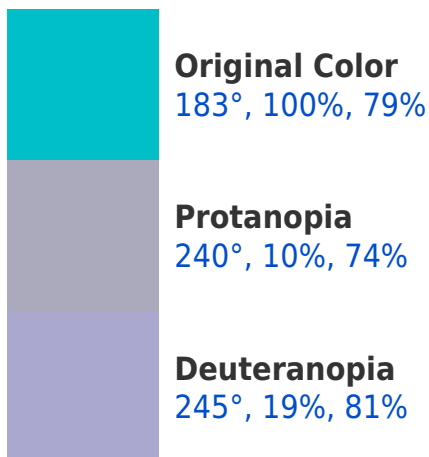 Original Color
183°, 100%, 79%
Protanopia
240°, 10%, 74%
Deuteranopia
245°, 19%, 81%